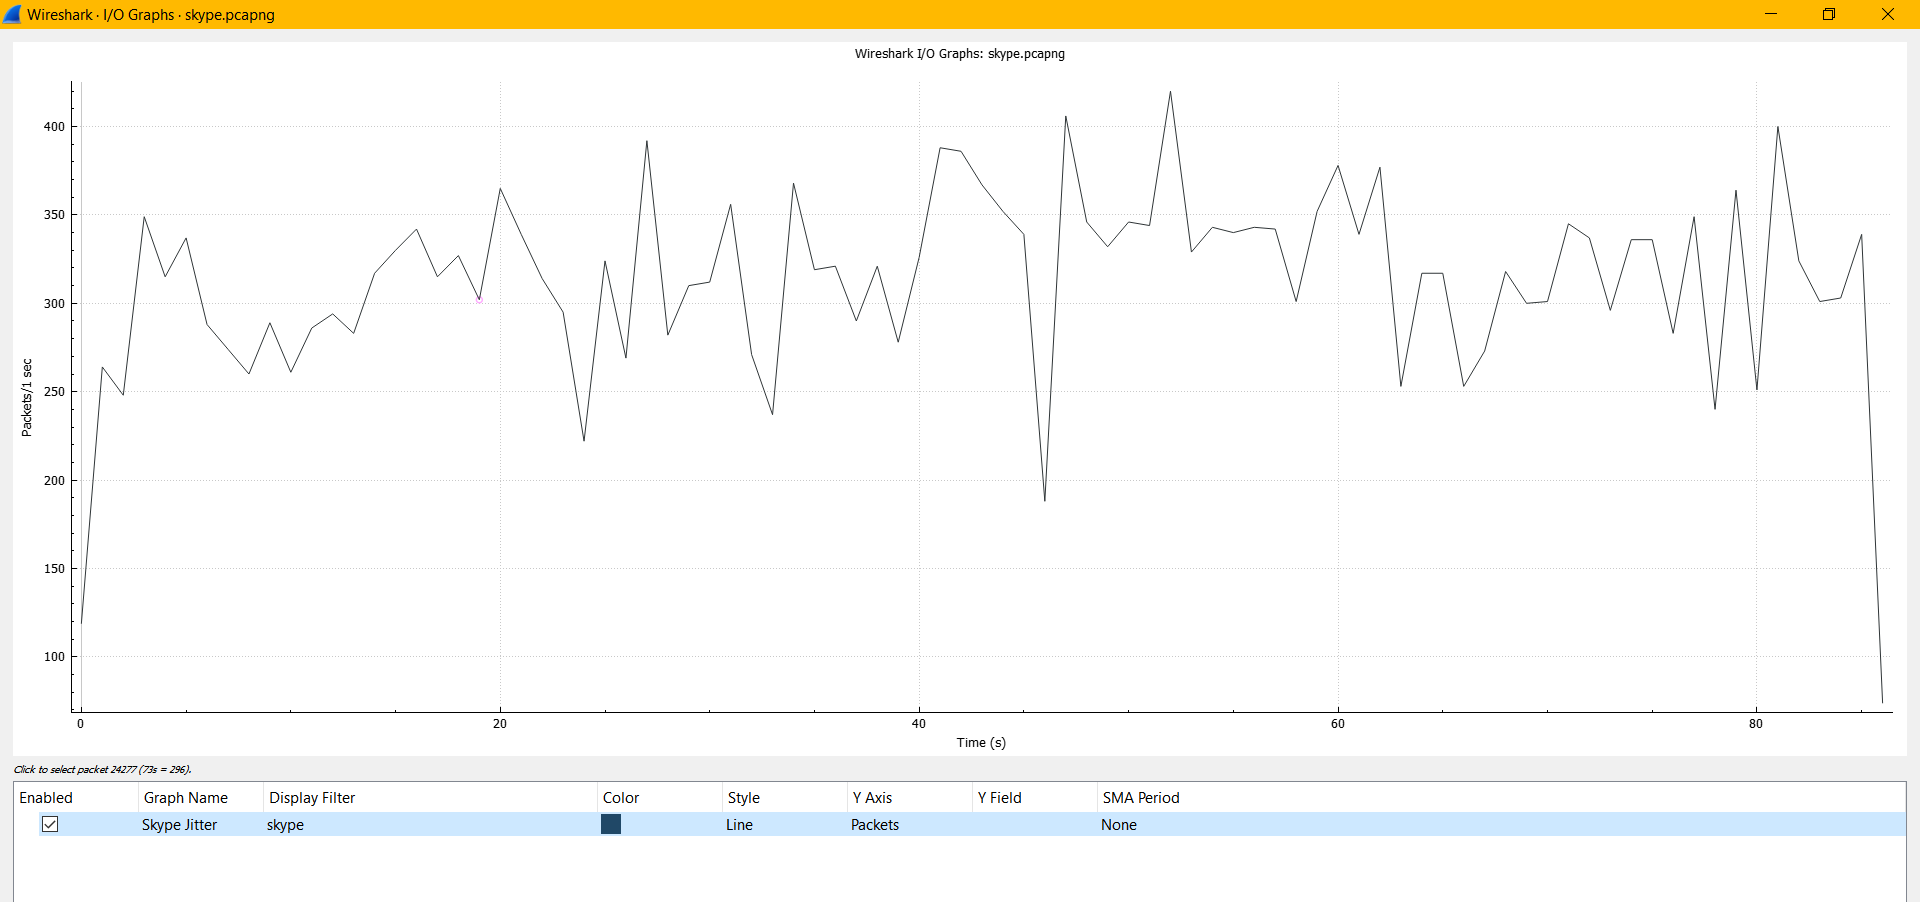 Wireshark · I/O Graphs · skype.pcapng
Wireshark I/O Graphs: skype.pcapng
400
350
300
250
200
150
100
Packets/1 sec
0 20 40 60 80
Time (s)
Click to select packet 24277 (73s = 296).
Enabled Graph Name Display Filter Color Style Y Axis Y Field SMA Period
Skype Jitter skype Line Packets None